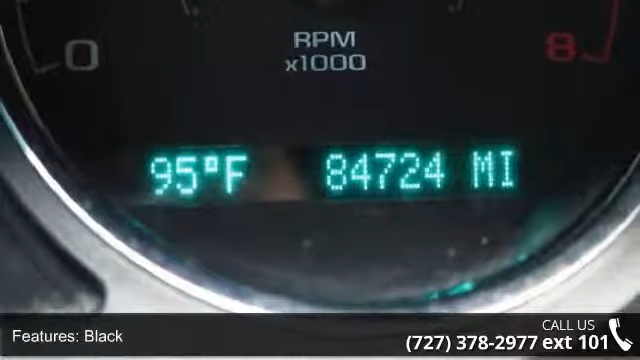 RPM
x1000
0
8
95°F
84724 MI
Features: Black
CALL US
(727) 378-2977 ext 101